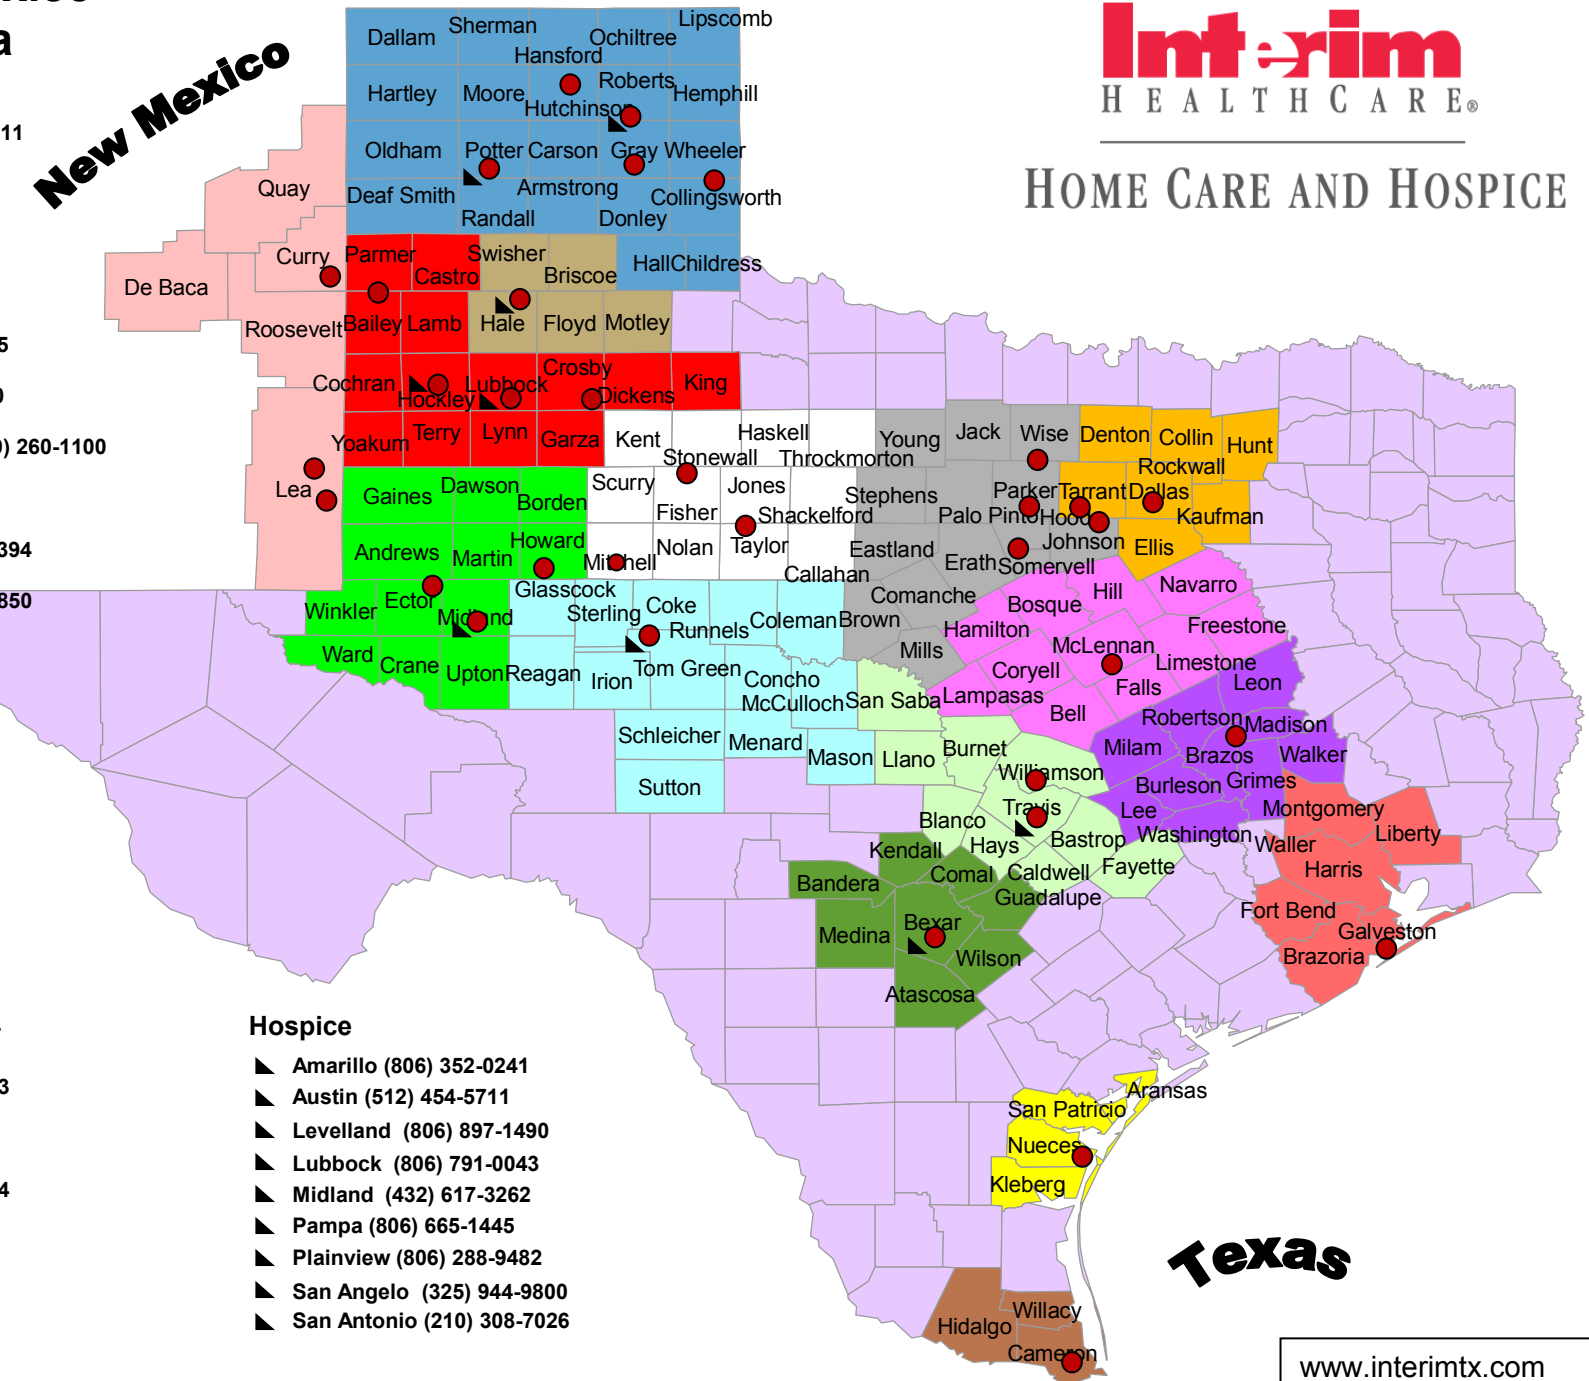 a
11
5
0
0) 260-1100
394
850
3
4
New Mexico
Interim
HEALTHCARE®
HOME CARE AND HOSPICE
Dallam
Sherman
Hansford
Ochiltree
Lipscomb
Hartley
Moore
Hutchinson
Roberts
Hemphill
Oldham
Potter
Carson
Gray
Wheeler
Deaf Smith
Randall
Armstrong
Donley
Collingsworth
Quay
Curry
De Baca
Roosevelt
Lea
Parmer
Castro
Swisher
Briscoe
Hall
Childress
Bailey
Lamb
Hale
Floyd
Motley
Cochran
Hockley
Lubbock
Crosby
Dickens
King
Yoakum
Terry
Lynn
Garza
Kent
Stonewall
Haskell
Throckmorton
Young
Jack
Wise
Denton
Collin
Hunt
Rockwall
Gaines
Dawson
Borden
Scurry
Fisher
Jones
Shackelford
Stephens
Palo Pinto
Parker
Tarrant
Dallas
Kaufman
Hood
Johnson
Ellis
Andrews
Martin
Howard
Mitchell
Nolan
Taylor
Callahan
Eastland
Erath
Somervell
Winkler
Ector
Midland
Glasscock
Sterling
Coke
Runnels
Coleman
Brown
Comanche
Mills
Hamilton
Bosque
Hill
Navarro
Freestone
McLennan
Limestone
Coryell
Falls
Lampasas
Bell
Ward
Crane
Upton
Reagan
Irion
Tom Green
Concho
McCulloch
San Saba
Schleicher
Menard
Mason
Llano
Burnet
Williamson
Sutton
Leon
Robertson
Madison
Milam
Brazos
Walker
Burleson
Grimes
Lee
Washington
Montgomery
Liberty
Waller
Harris
Fort Bend
Galveston
Brazoria
Travis
Blanco
Hays
Bastrop
Caldwell
Fayette
Kendall
Comal
Bandera
Guadalupe
Medina
Bexar
Wilson
Atascosa
Aransas
San Patricio
Nueces
Kleberg
Hidalgo
Willacy
Cameron
Texas
Hospice
Amarillo (806) 352-0241
Austin (512) 454-5711
Levelland (806) 897-1490
Lubbock (806) 791-0043
Midland (432) 617-3262
Pampa (806) 665-1445
Plainview (806) 288-9482
San Angelo (325) 944-9800
San Antonio (210) 308-7026
www.interimtx.com